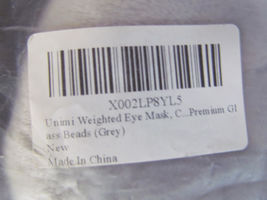 X002LP8YL5
Unimi Weighted Eye Mask, C...Premium Gl
ass Beads (Grey)
New
Made In China